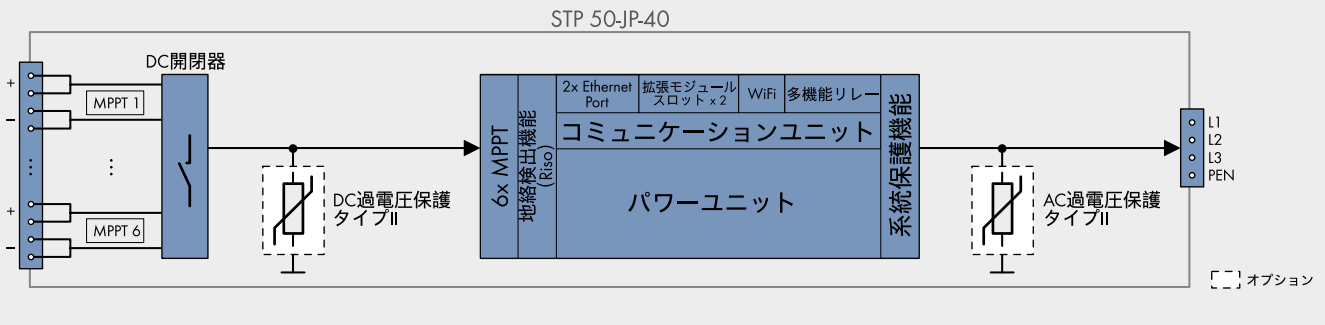 STP 50-JP-40
DC開閉器
+
MPPT 1
−
...
...
+
MPPT 6
−
DC過電圧保護
タイプII
6x MPPT
地絡検出機能
(Riso)
2x Ethernet
Port
拡張モジュール
スロット x 2
WiFi
多機能リレー
コミュニケーションユニット
パワーユニット
系統保護機能
AC過電圧保護
タイプII
L1
L2
L3
PEN
オプション